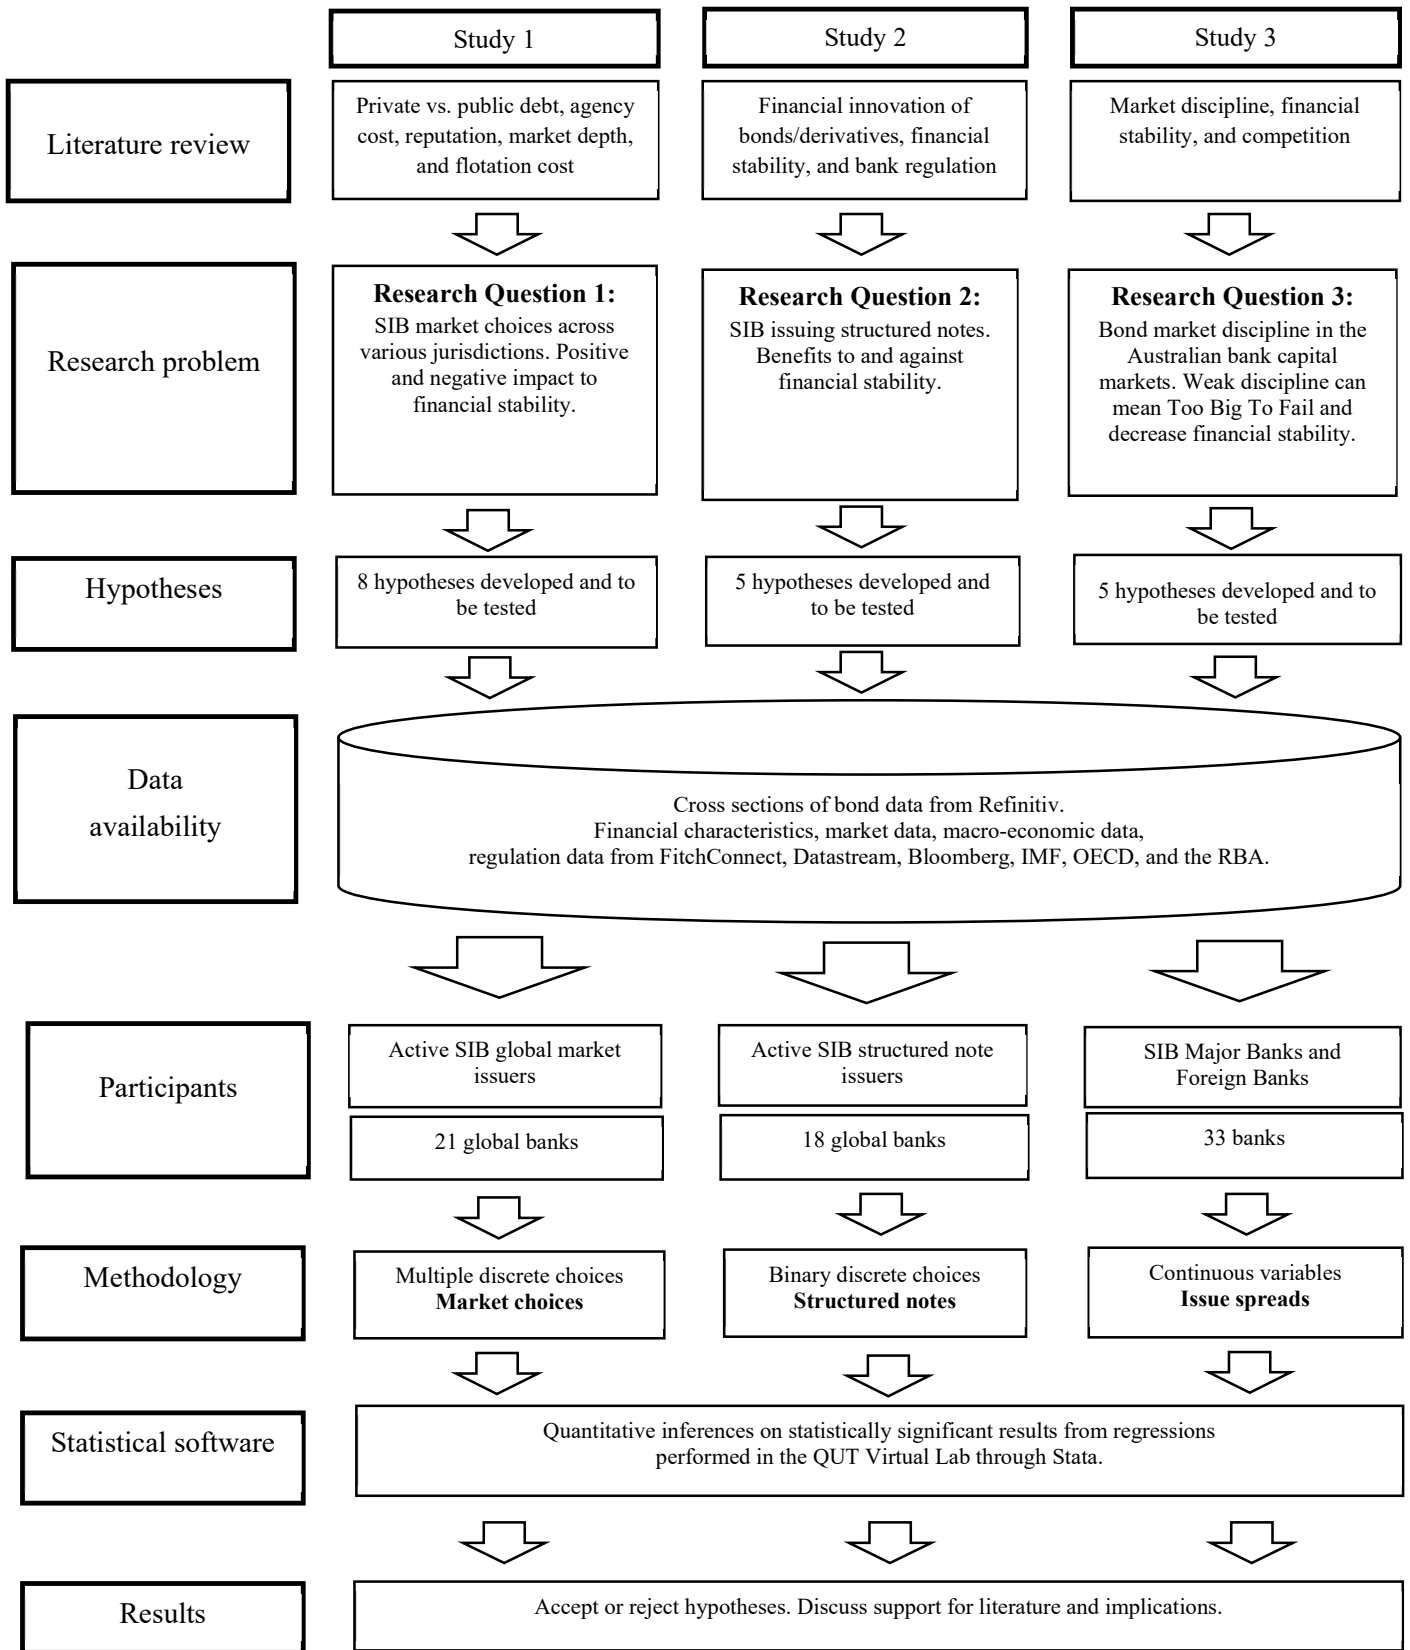 Study 1
Study 2
Study 3
Literature review
Private vs. public debt, agency
cost, reputation, market depth,
and flotation cost
Financial innovation of
bonds/derivatives, financial
stability, and bank regulation
Market discipline, financial
stability, and competition
Research problem
Research Question 1:
SIB market choices across
various jurisdictions. Positive
and negative impact to
financial stability.
Research Question 2:
SIB issuing structured notes.
Benefits to and against
financial stability.
Research Question 3:
Bond market discipline in the
Australian bank capital
markets. Weak discipline can
mean Too Big To Fail and
decrease financial stability.
Hypotheses
8 hypotheses developed and to
be tested
5 hypotheses developed and
to be tested
5 hypotheses developed and to
be tested
Data
availability
Cross sections of bond data from Refinitiv.
Financial characteristics, market data, macro-economic data,
regulation data from FitchConnect, Datastream, Bloomberg, IMF, OECD, and the RBA.
Participants
Active SIB global market
issuers
21 global banks
Active SIB structured note
issuers
18 global banks
SIB Major Banks and
Foreign Banks
33 banks
Methodology
Multiple discrete choices
Market choices
Binary discrete choices
Structured notes
Continuous variables
Issue spreads
Statistical software
Quantitative inferences on statistically significant results from regressions
performed in the QUT Virtual Lab through Stata.
Results
Accept or reject hypotheses. Discuss support for literature and implications.